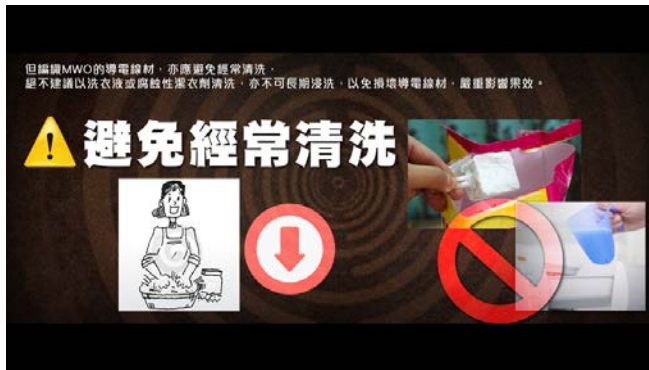 但編織MWO的導電線材，亦應避免經常清洗，
絕不建議以洗衣液或腐蝕性潔衣劑清洗，亦不可長期浸洗，以免損壞導電線材，嚴重影響果效。
避免經常清洗